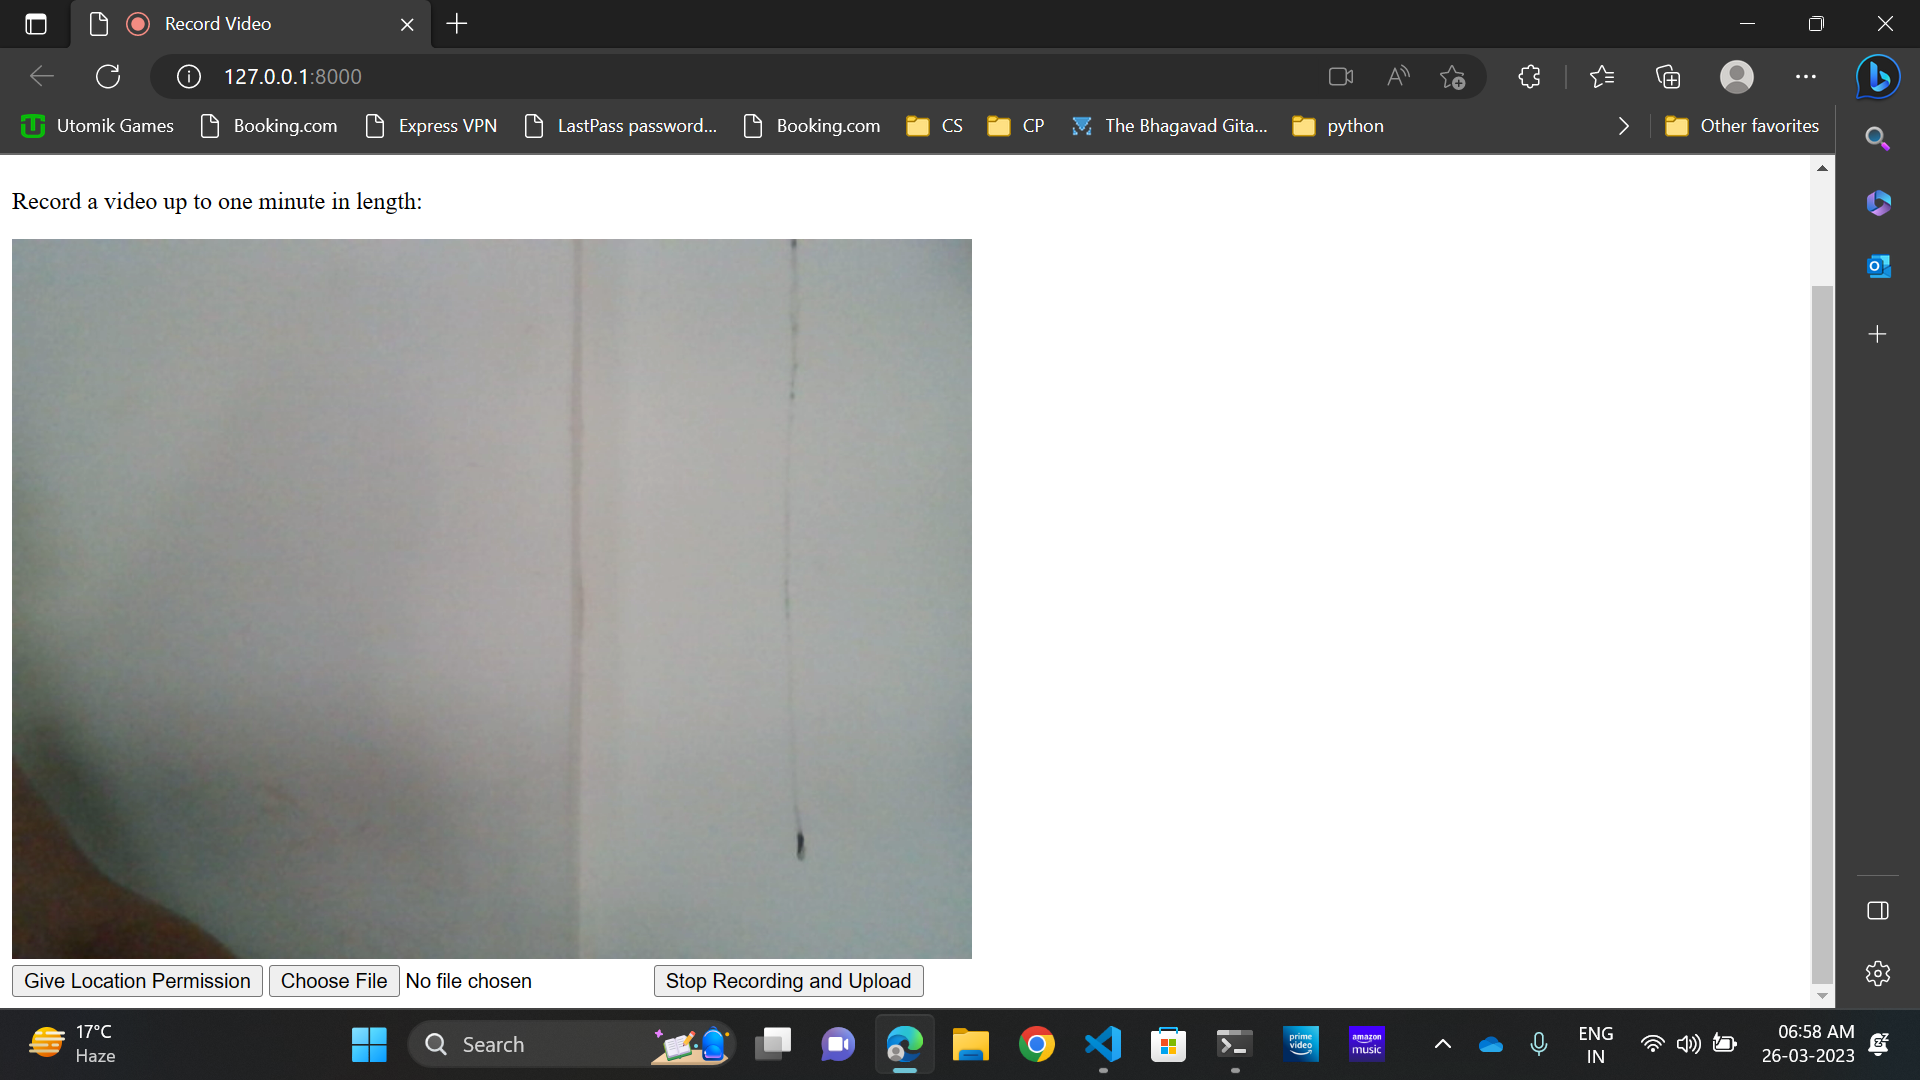 Record Video
127.0.0.1:8000
Utomik Games
Booking.com
Express VPN
LastPass password...
Booking.com
CS
CP
The Bhagavad Gita...
python
Other favorites
Record a video up to one minute in length:
Give Location Permission
Choose File
No file chosen
Stop Recording and Upload
17°C
Haze
Search
prime video
amazon music
ENG
IN
06:58 AM
26-03-2023